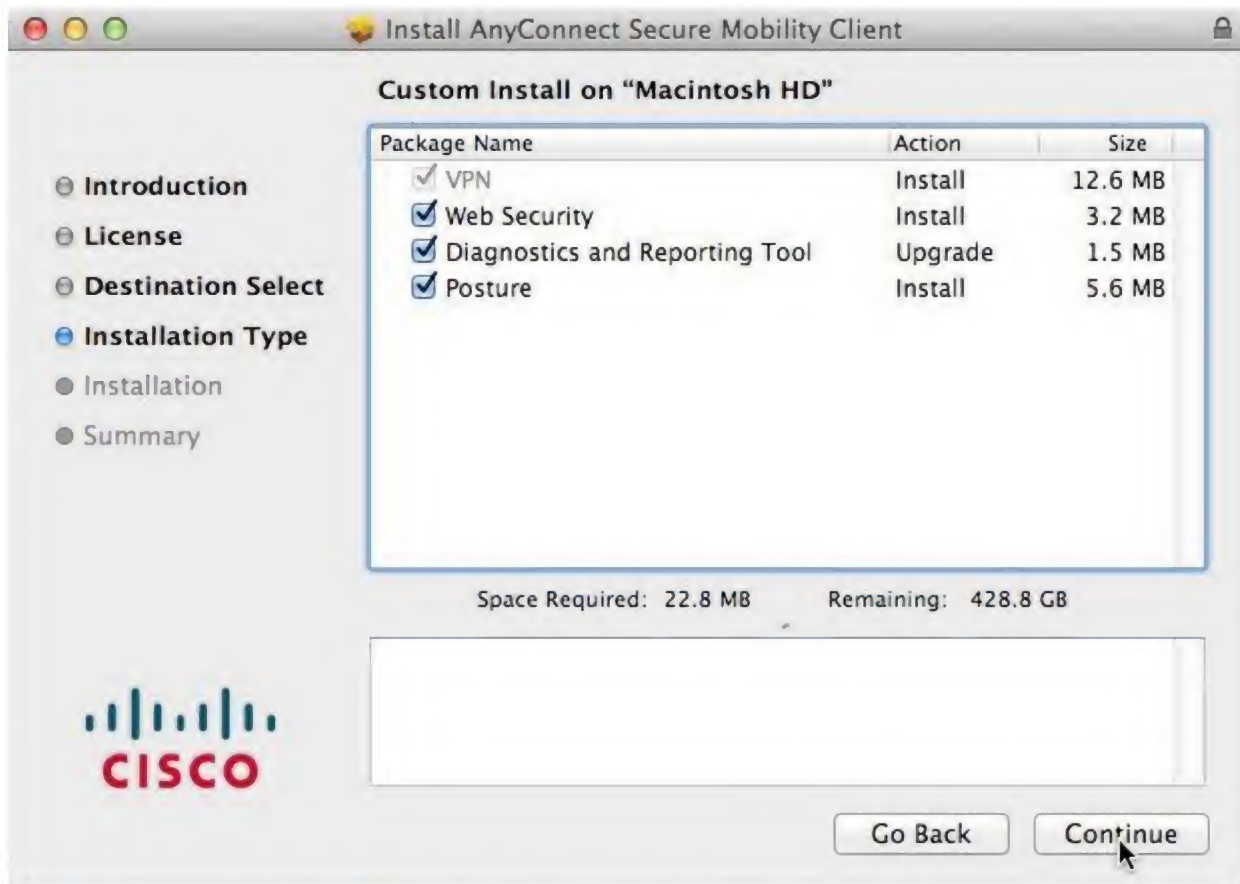 Install AnyConnect Secure Mobility Client
Custom Install on “Macintosh HD”
Introduction
License
Destination Select
Installation Type
Installation
Summary
Package Name Action Size
VPN Install 12.6 MB
Web Security Install 3.2 MB
Diagnostics and Reporting Tool Upgrade 1.5 MB
Posture Install 5.6 MB
Space Required: 22.8 MB Remaining: 428.8 GB
CISCO
Go Back Continue